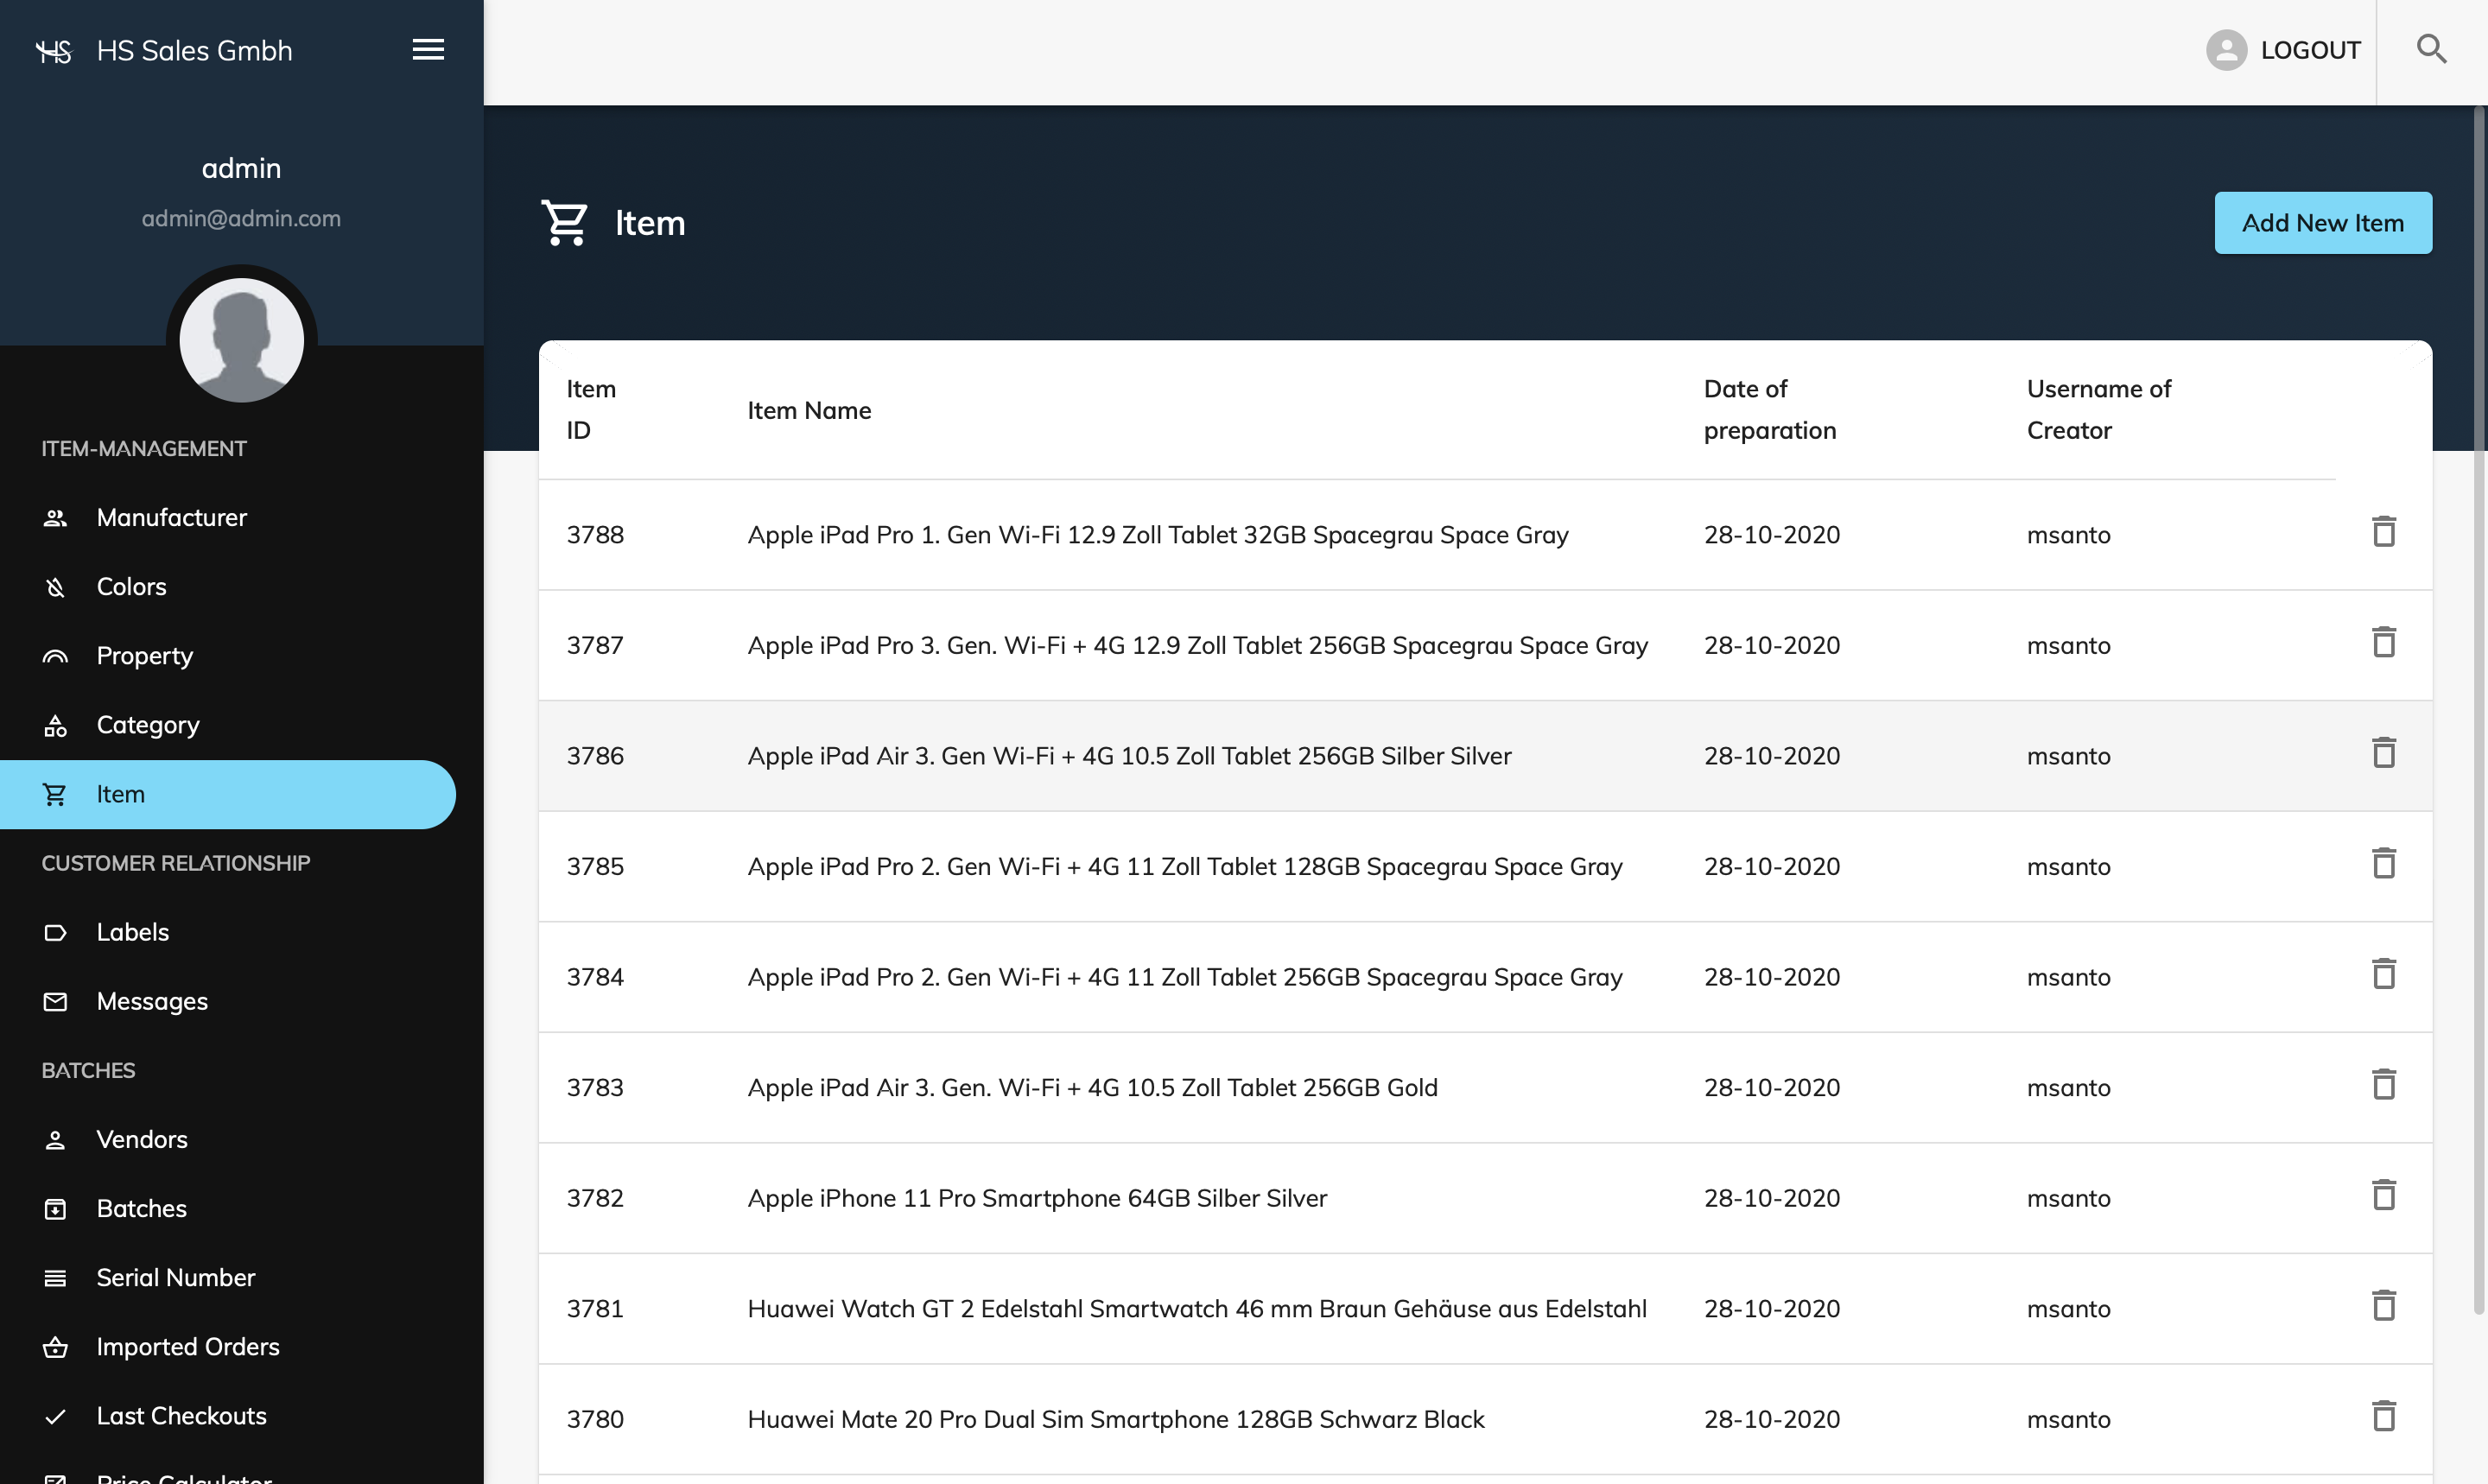 HS HS Sales Gmbh
LOGOUT
admin
admin@admin.com
ITEM-MANAGEMENT
Manufacturer
Colors
Property
Category
Item
CUSTOMER RELATIONSHIP
Labels
Messages
BATCHES
Vendors
Batches
Serial Number
Imported Orders
Last Checkouts
Price Calculator
Item
Add New Item
Item ID
Item Name
Date of preparation
Username of Creator
3788 Apple iPad Pro 1. Gen Wi-Fi 12.9 Zoll Tablet 32GB Spacegrau Space Gray 28-10-2020 msanto
3787 Apple iPad Pro 3. Gen. Wi-Fi + 4G 12.9 Zoll Tablet 256GB Spacegrau Space Gray 28-10-2020 msanto
3786 Apple iPad Air 3. Gen Wi-Fi + 4G 10.5 Zoll Tablet 256GB Silber Silver 28-10-2020 msanto
3785 Apple iPad Pro 2. Gen Wi-Fi + 4G 11 Zoll Tablet 128GB Spacegrau Space Gray 28-10-2020 msanto
3784 Apple iPad Pro 2. Gen Wi-Fi + 4G 11 Zoll Tablet 256GB Spacegrau Space Gray 28-10-2020 msanto
3783 Apple iPad Air 3. Gen. Wi-Fi + 4G 10.5 Zoll Tablet 256GB Gold 28-10-2020 msanto
3782 Apple iPhone 11 Pro Smartphone 64GB Silber Silver 28-10-2020 msanto
3781 Huawei Watch GT 2 Edelstahl Smartwatch 46 mm Braun Gehäuse aus Edelstahl 28-10-2020 msanto
3780 Huawei Mate 20 Pro Dual Sim Smartphone 128GB Schwarz Black 28-10-2020 msanto